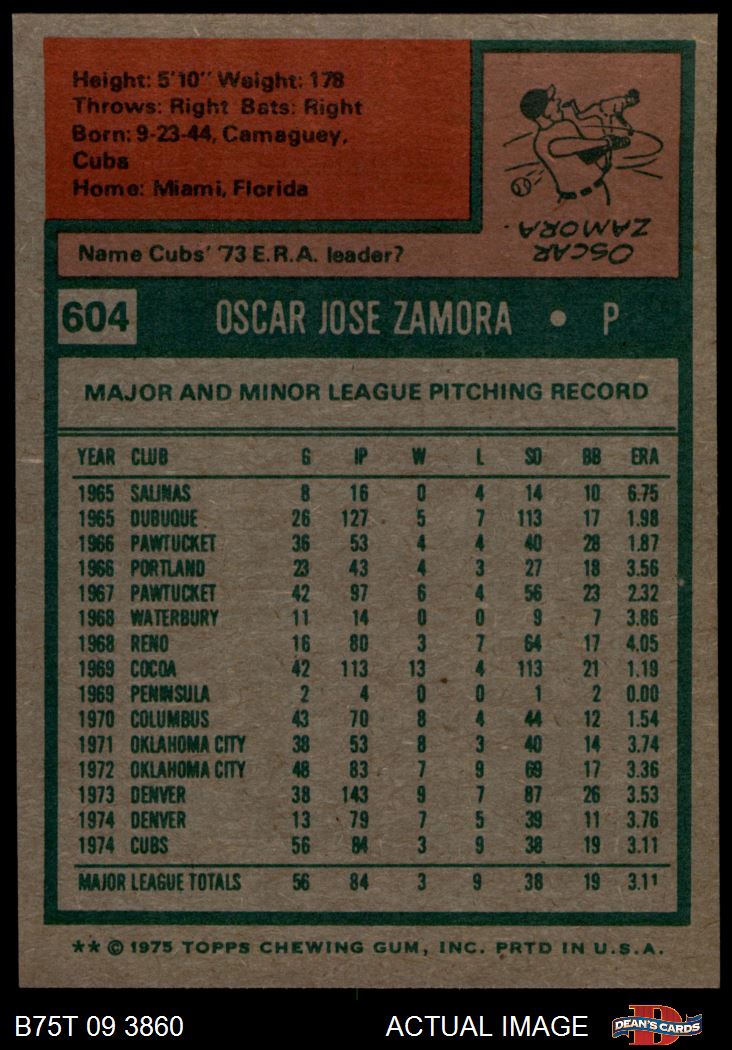 Height: 5'10" Weight: 178
Throws: Right Bats: Right
Born: 9-23-44, Camaguey,
Cuba
Home: Miami, Florida
Name Cubs' '73 E.R.A. leader?
OSCAR
ZAMORA
604 OSCAR JOSE ZAMORA • P
MAJOR AND MINOR LEAGUE PITCHING RECORD
YEAR CLUB G IP W L SO BB ERA
1965 SALINAS 8 16 0 4 14 10 6.75
1965 DUBUQUE 26 127 5 7 113 17 1.98
1966 PAWTUCKET 36 53 4 4 40 28 1.87
1966 PORTLAND 23 43 4 3 27 18 3.56
1967 PAWTUCKET 42 97 6 4 56 23 2.32
1968 WATERBURY 11 14 0 0 9 7 3.86
1968 RENO 16 80 3 7 64 17 4.05
1969 COCOA 42 113 13 4 113 21 1.19
1969 PENINSULA 2 4 0 0 1 2 0.00
1970 COLUMBUS 43 70 8 4 44 12 1.54
1971 OKLAHOMA CITY 38 53 8 3 40 14 3.74
1972 OKLAHOMA CITY 48 83 7 9 69 17 3.36
1973 DENVER 38 143 9 7 87 26 3.53
1974 DENVER 13 79 7 5 39 11 3.76
1974 CUBS 56 84 3 9 38 19 3.11
MAJOR LEAGUE TOTALS 56 84 3 9 38 19 3.11
** © 1975 TOPPS CHEWING GUM, INC. PRTD IN U.S.A.
B75T 09 3860 ACTUAL IMAGE D DEAN'S CARDS